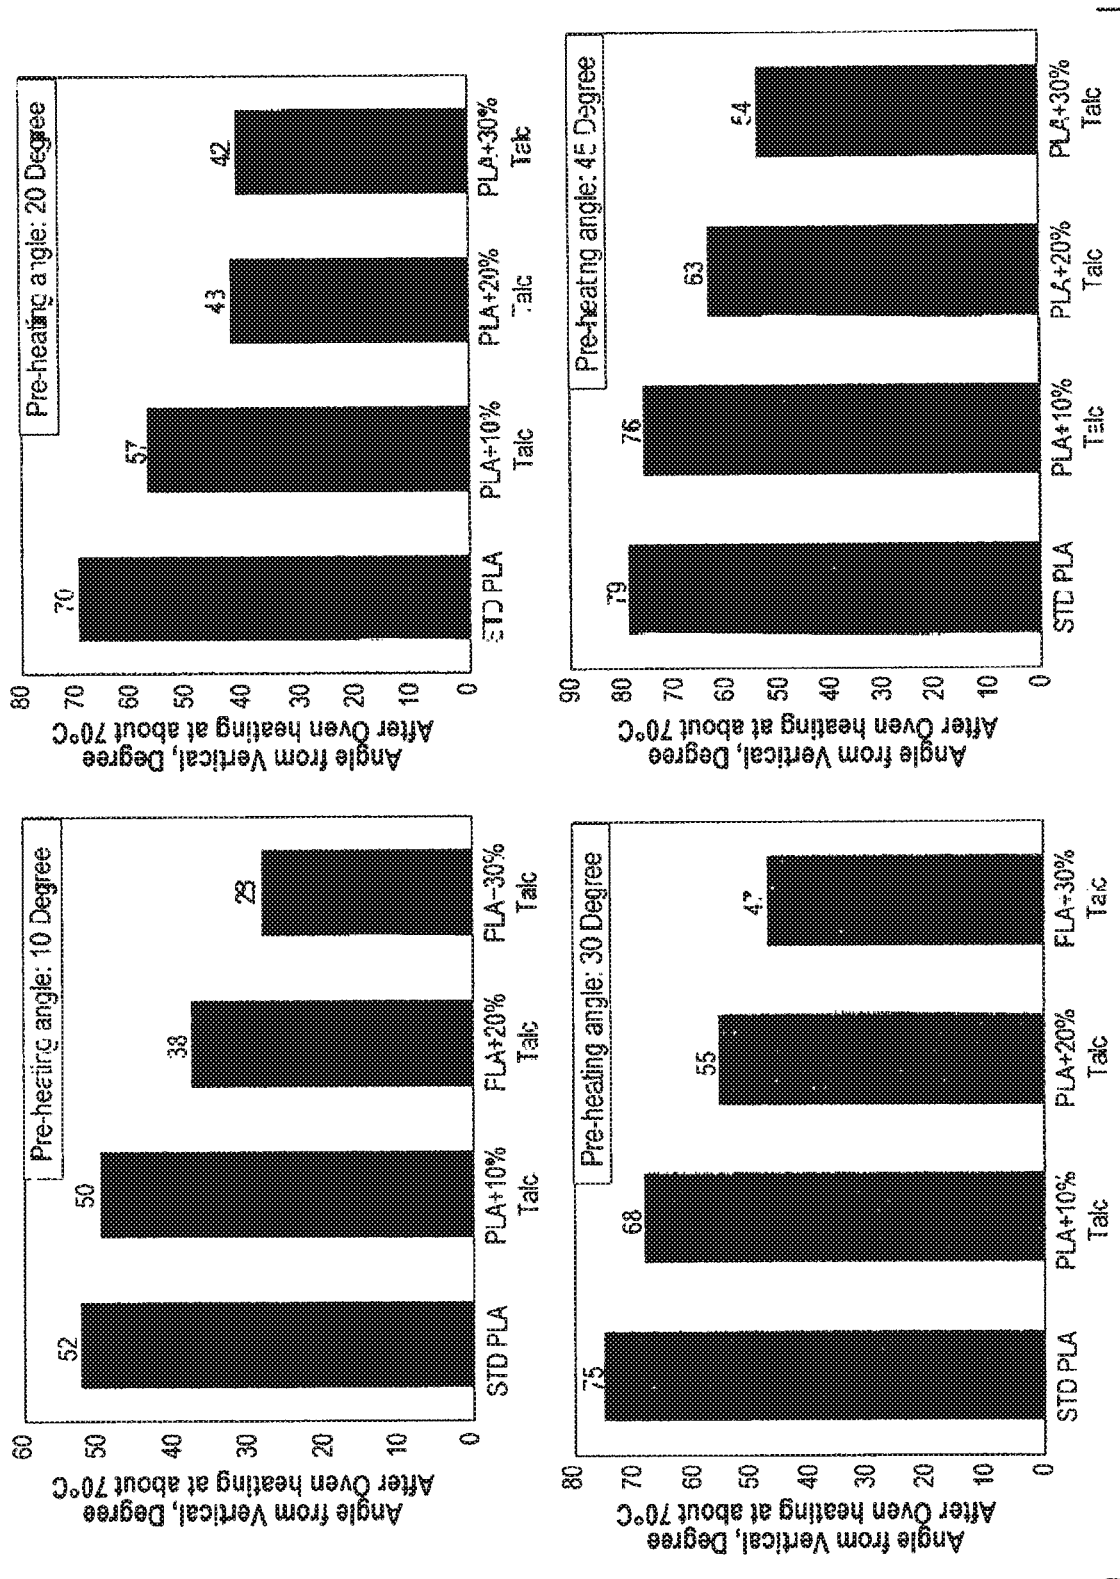 Pre-heating angle: 10 Degree
Angle from Vertical, Degree
After Oven heating at about 70°C
60
50
40
30
20
10
0
52
50
38
28
STD PLA
PLA+10%
Talc
PLA+20%
Talc
PLA+30%
Talc
Pre-heating angle: 20 Degree
Angle from Vertical, Degree
After Oven heating at about 70°C
80
70
60
50
40
30
20
10
0
70
57
43
42
STD PLA
PLA+10%
Talc
PLA+20%
Talc
PLA+30%
Talc
Pre-heating angle: 30 Degree
Angle from Vertical, Degree
After Oven heating at about 70°C
80
70
60
50
40
30
20
10
0
75
68
55
47
STD PLA
PLA+10%
Talc
PLA+20%
Talc
PLA+30%
Talc
Pre-heating angle: 45 Degree
Angle from Vertical, Degree
After Oven heating at about 70°C
90
80
70
60
50
40
30
20
10
0
79
76
63
54
STD PLA
PLA+10%
Talc
PLA+20%
Talc
PLA+30%
Talc